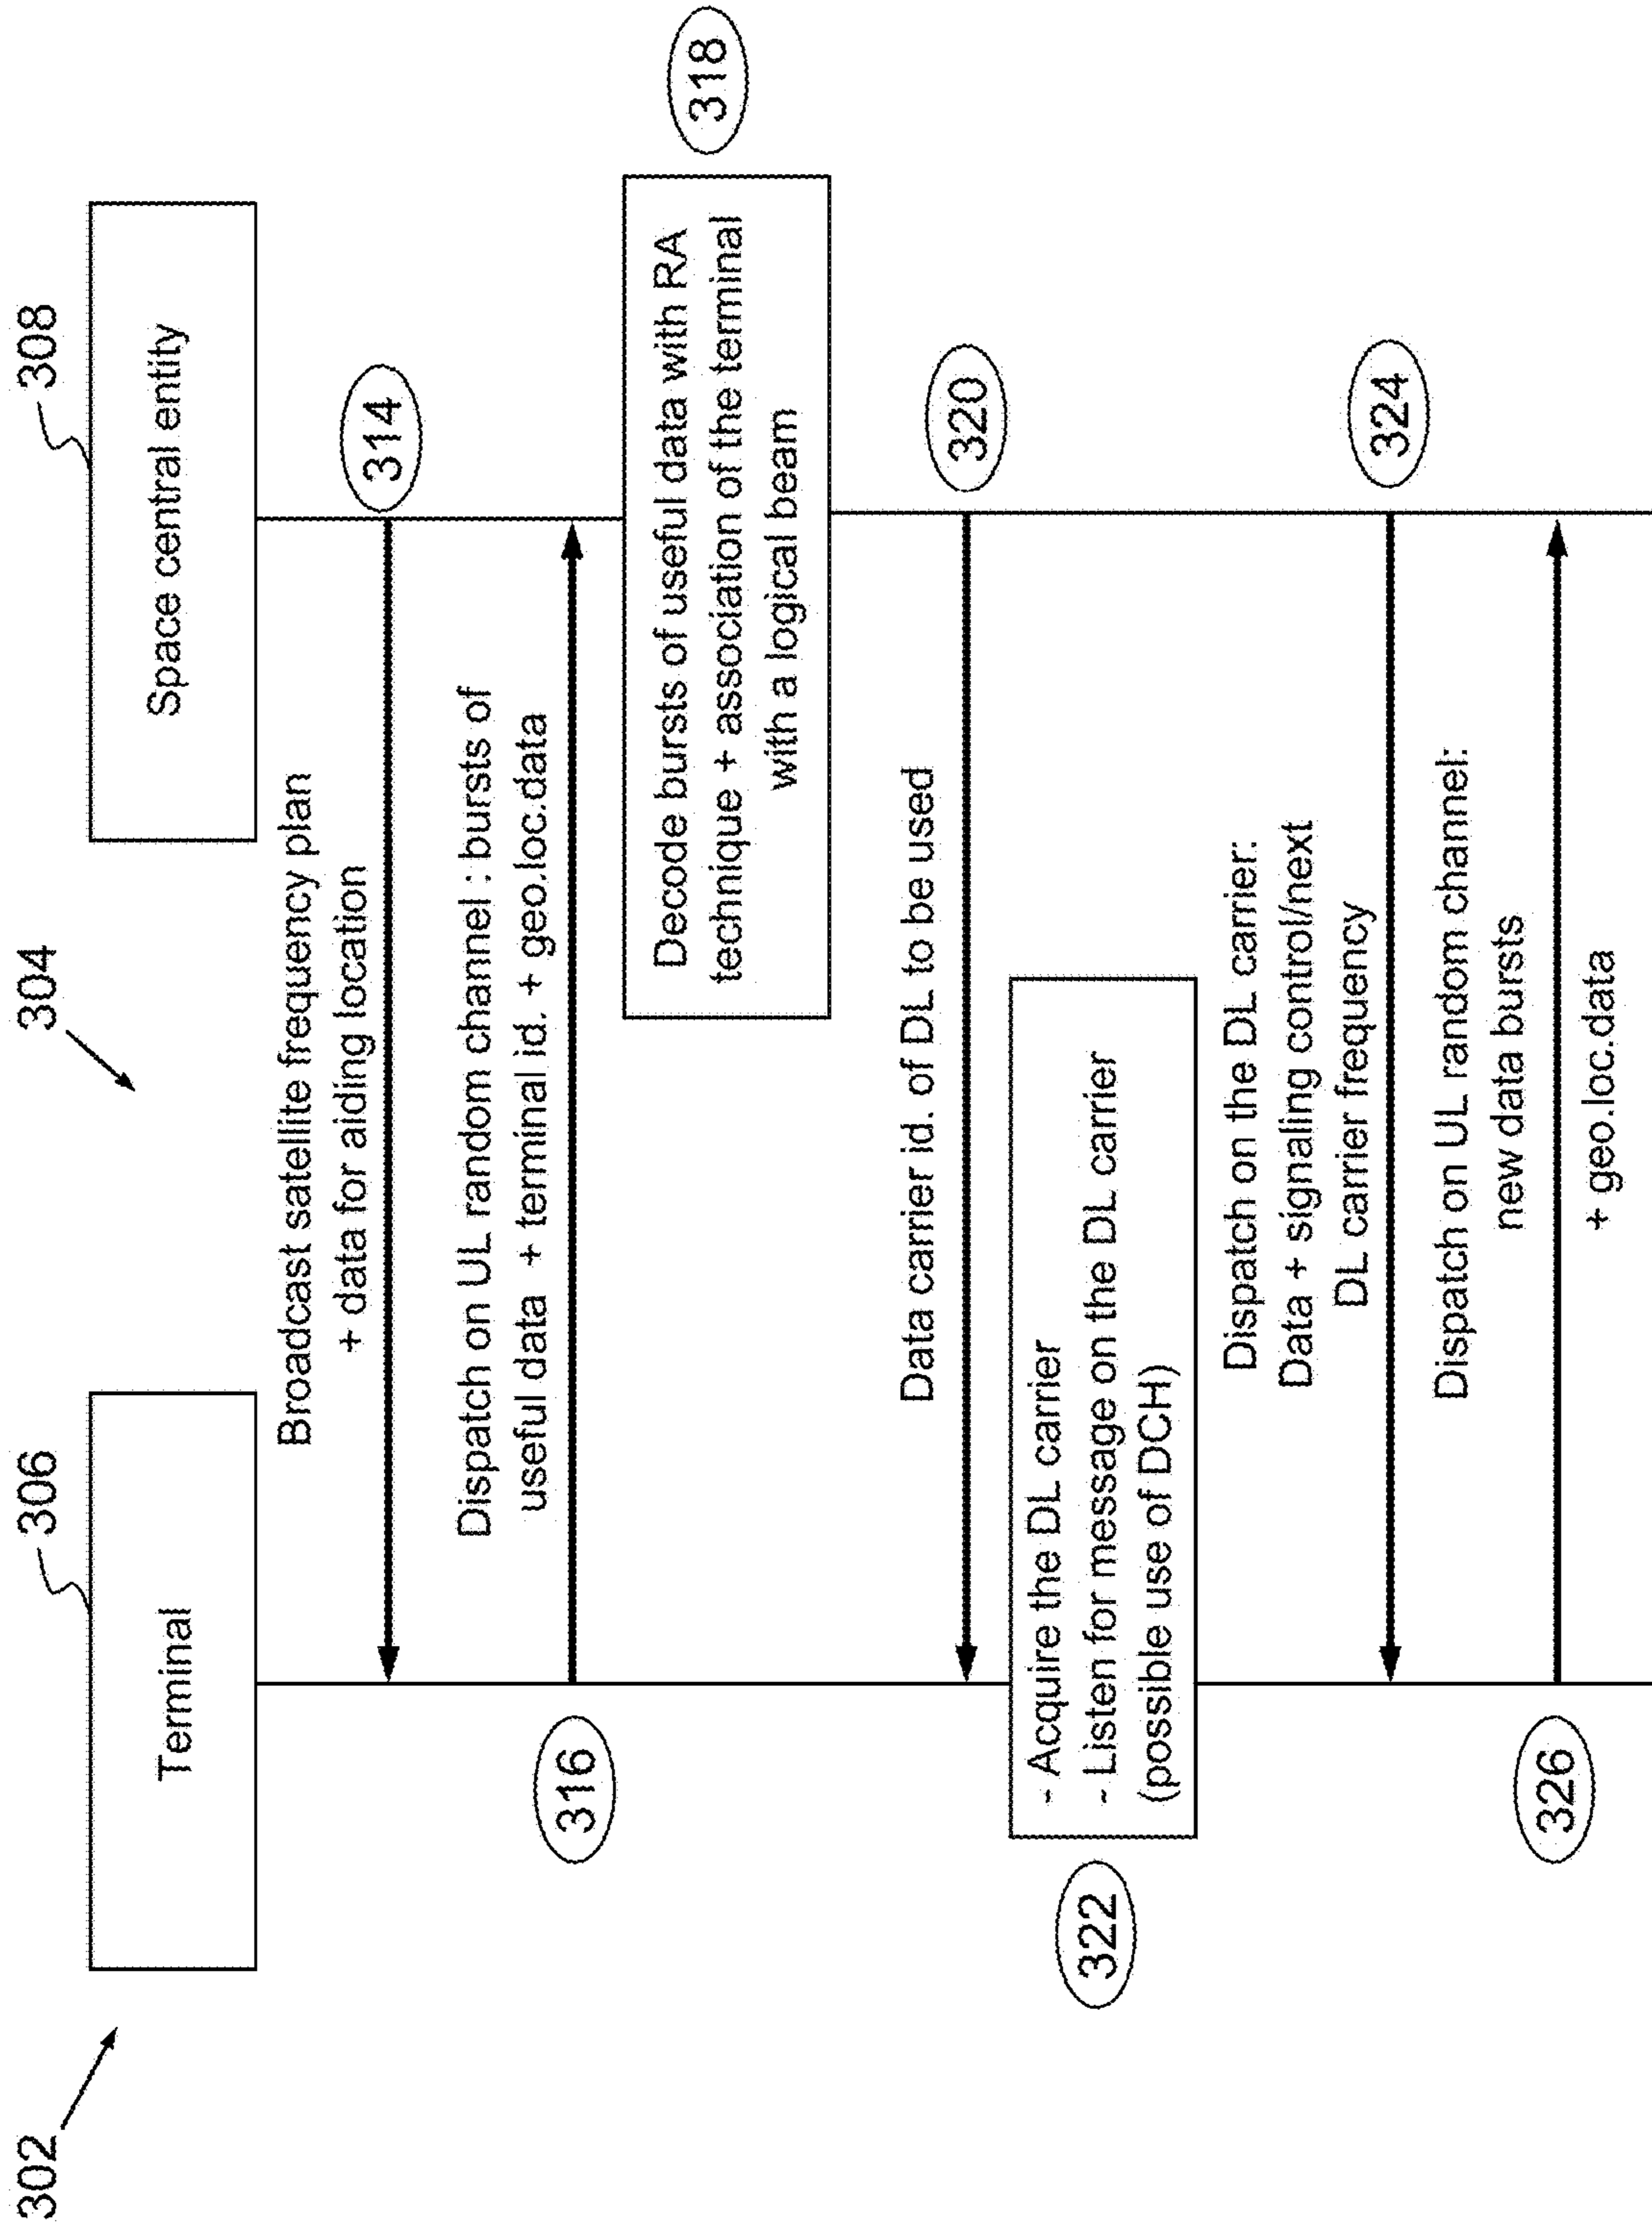 302
304
306
308
Terminal
Space central entity
Broadcast satellite frequency plan
+ data for aiding location
314
Dispatch on UL random channel : bursts of
useful data + terminal id. + geo.loc.data
316
Decode bursts of useful data with RA
technique + association of the terminal
with a logical beam
318
Data carrier id. of DL to be used
320
- Acquire the DL carrier
- Listen for message on the DL carrier
(possible use of DCH)
322
Dispatch on the DL carrier:
Data + signaling control/next
DL carrier frequency
324
Dispatch on UL random channel:
new data bursts
+ geo.loc.data
326